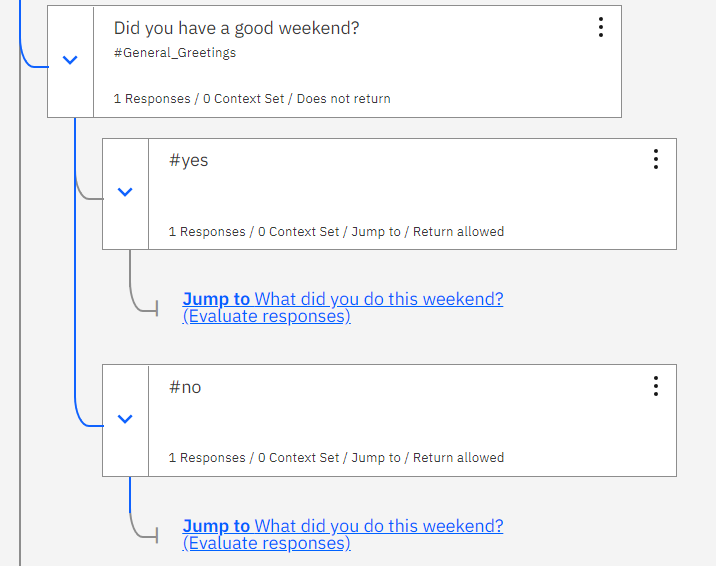 Did you have a good weekend?
#General_Greetings
1 Responses / 0 Context Set / Does not return
#yes
1 Responses / 0 Context Set / Jump to / Return allowed
Jump to What did you do this weekend?
(Evaluate responses)
#no
1 Responses / 0 Context Set / Jump to / Return allowed
Jump to What did you do this weekend?
(Evaluate responses)